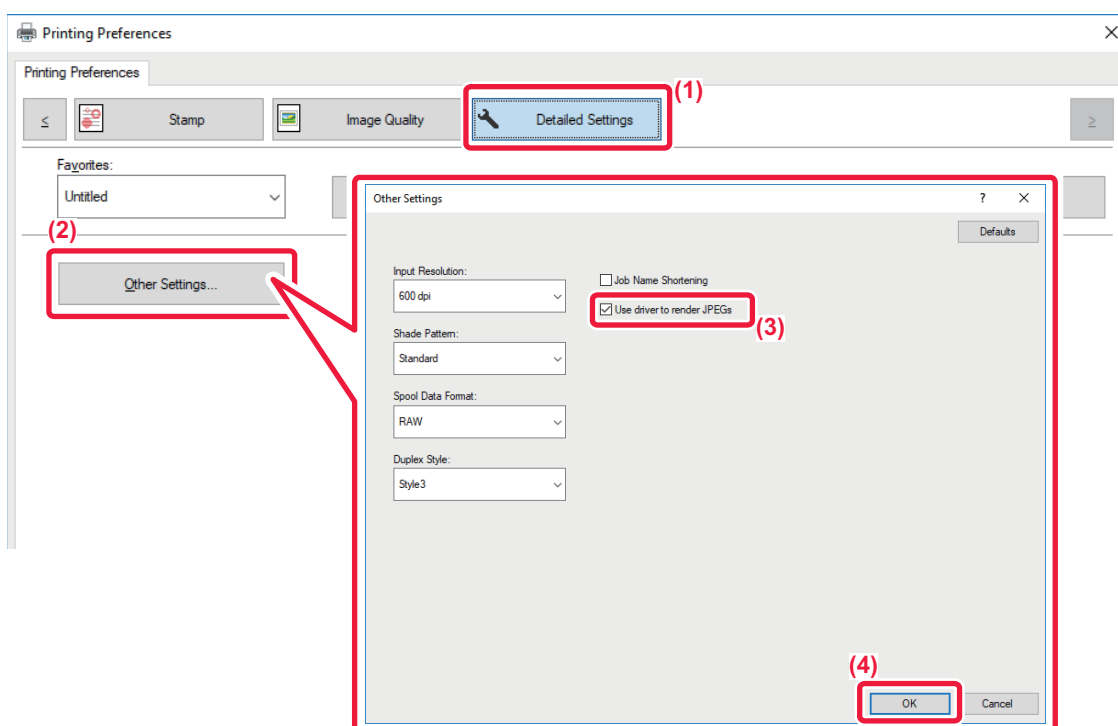 Printing Preferences
Printing Preferences
(1)
< Stamp Image Quality Detailed Settings >
Favorites:
Untitled
(2)
Other Settings...
Other Settings ? ×
Defaults
Input Resolution:
600 dpi
Shade Pattern:
Standard
Spool Data Format:
RAW
Duplex Style:
Style3
Job Name Shortening
Use driver to render JPEGs
(3)
(4)
OK Cancel